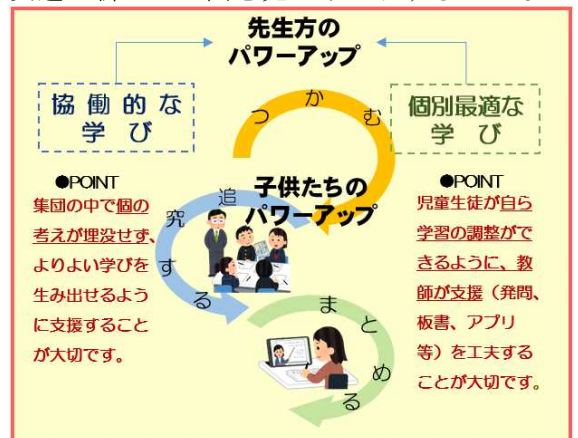 先生方の
パワーアップ
協働的な
学び
個別最適な
学び
つかむ
●POINT
集団の中で個の
考えが埋没せず、
よりよい学びを
生み出せるよう
に支援すること
が大切です。
子供たちの
パワーアップ
追究する
まとめる
●POINT
児童生徒が自ら
学習の調整がで
きるように、教
師が支援（発問、
板書、アプリ
等）を工夫する
ことが大切です。